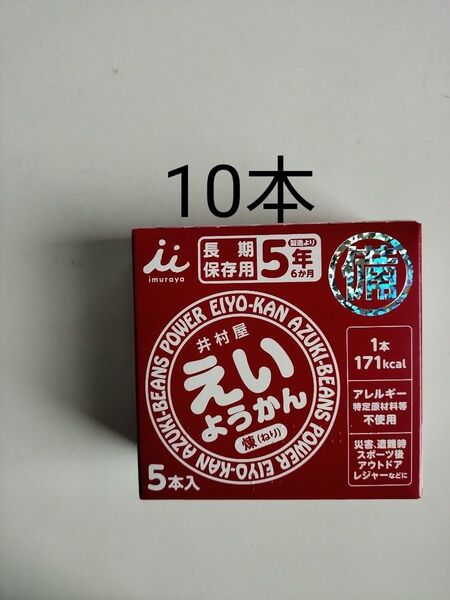 10本
imuraya
長期
保存用
5年
製造より
6か月
備
AZUKI-BEANS POWER EIYO-KAN AZUKI-BEANS POWER EIYO-KAN
井村屋
えい
ようかん
煉(ねり)
5本入
1本
171kcal
アレルギー
特定原材料等
不使用
災害、遭難時
スポーツ後
アウトドア
レジャーなどに